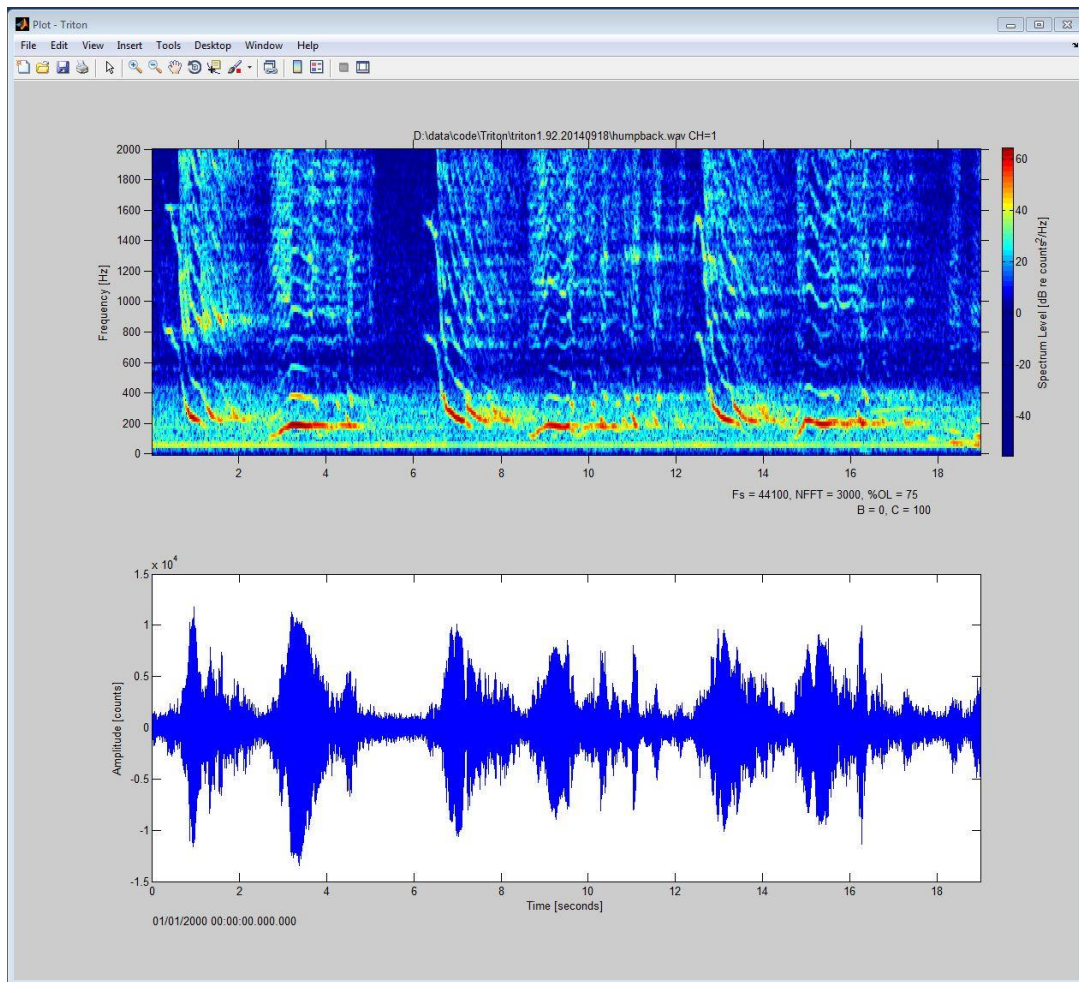 Plot - Triton
File Edit View Insert Tools Desktop Window Help
D:\data\code\Triton\triton1.92.20140918\humpback.wav CH=1
Frequency [Hz]
2000
1800
1600
1400
1200
1000
800
600
400
200
0
2 4 6 8 10 12 14 16 18
60
40
20
0
-20
-40
Spectrum Level [dB re counts²/Hz]
Fs = 44100, NFFT = 3000, %OL = 75
B = 0, C = 100
x 10⁴
Amplitude [counts]
1.5
1
0.5
0
-0.5
-1
-1.5
0 2 4 6 8 10 12 14 16 18
Time [seconds]
01/01/2000 00:00:00.000.000